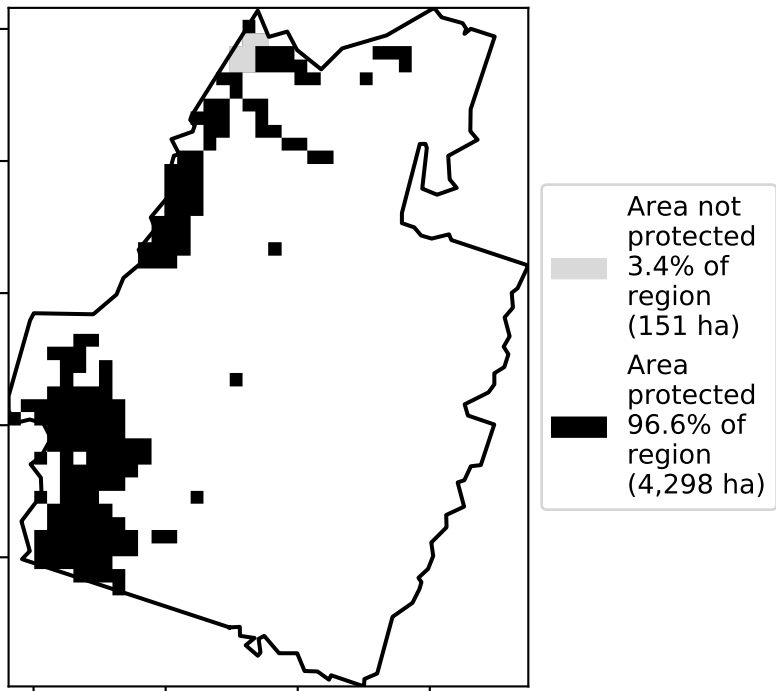 Area not
protected
3.4% of
region
(151 ha)
Area
protected
96.6% of
region
(4,298 ha)